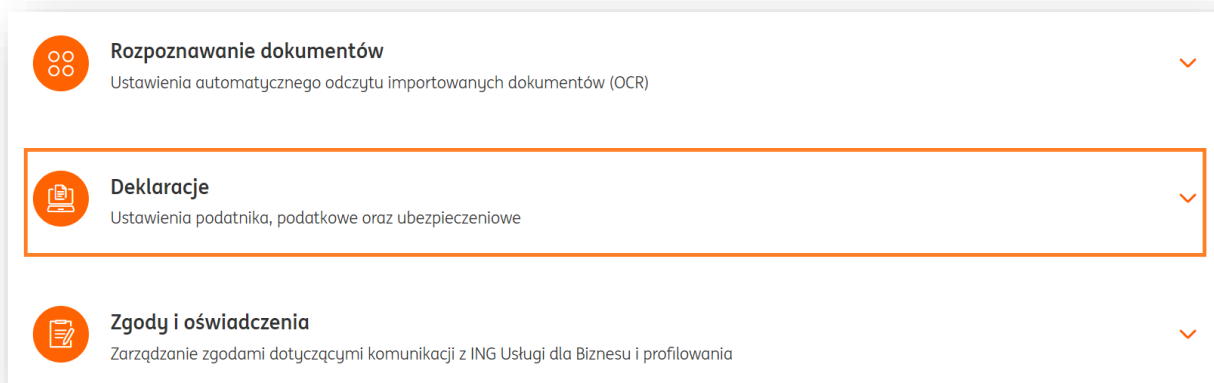 Rozpoznawanie dokumentów
Ustawienia automatycznego odczytu importowanych dokumentów (OCR)
Deklaracje
Ustawienia podatnika, podatkowe oraz ubezpieczeniowe
Zgody i oświadczenia
Zarządzanie zgodami dotyczącymi komunikacji z ING Usługi dla Biznesu i profilowania